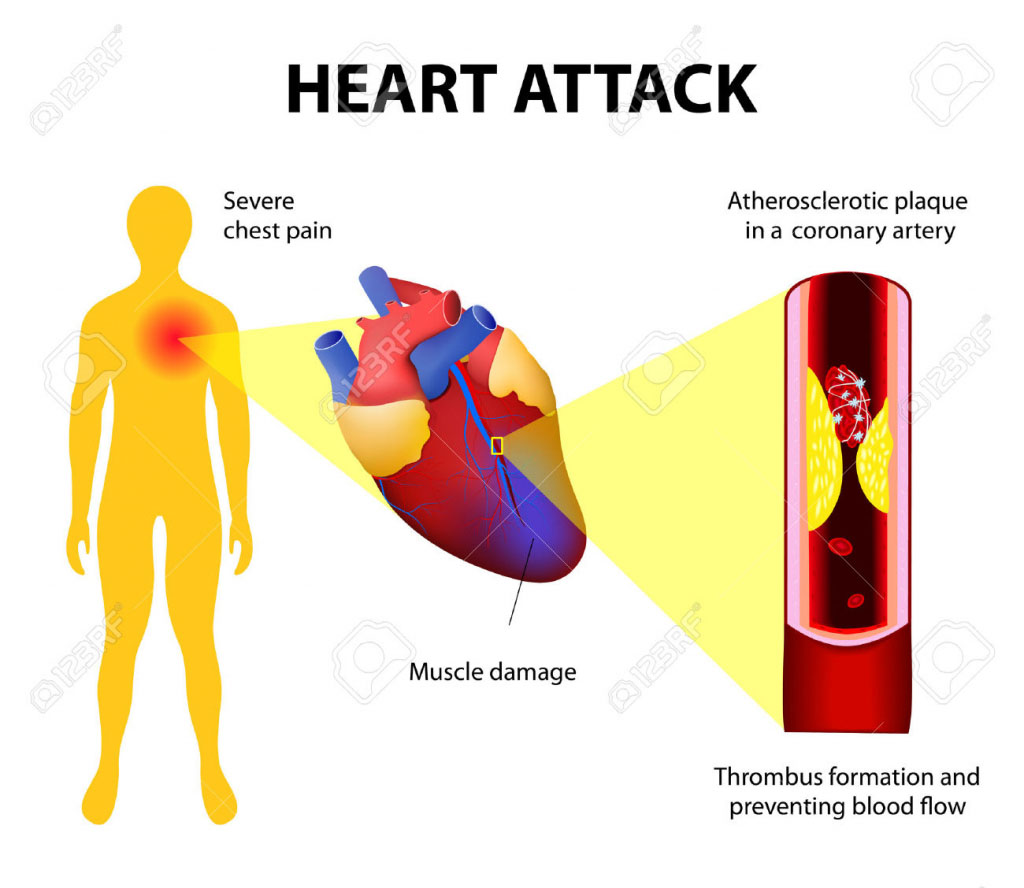 HEART ATTACK
Severe
chest pain
Atherosclerotic plaque
in a coronary artery
Muscle damage
Thrombus formation and
preventing blood flow
123RF
123RF
123RF
123RF
123RF
123RF
123RF
123RF
123RF